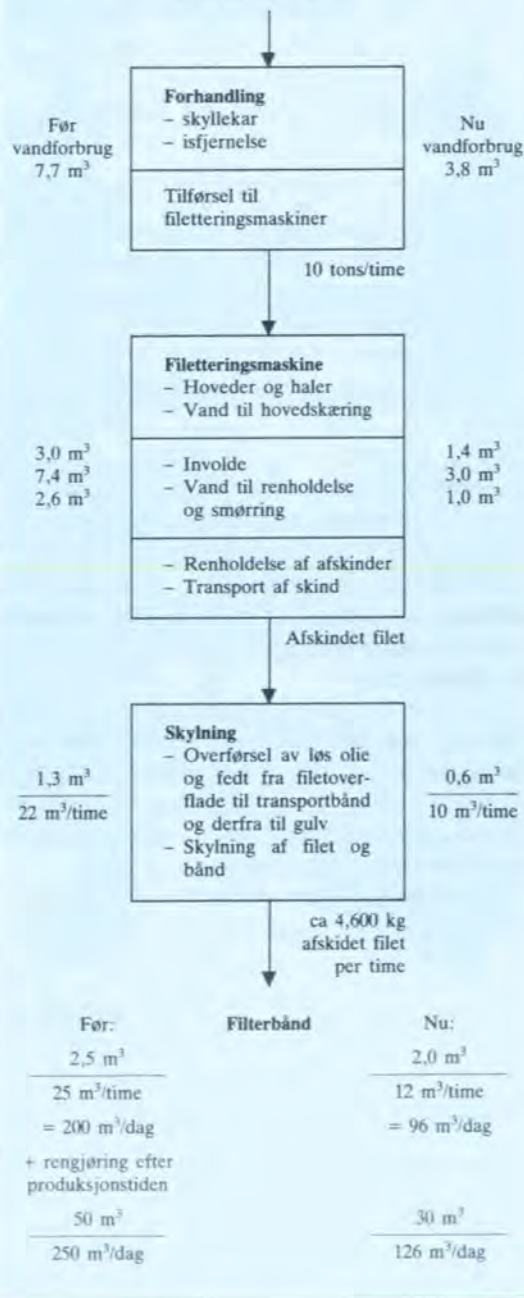 Forhandling
– skyllekar
– isfjernelse
Før
vandforbrug
7,7 m³
Nu
vandforbrug
3,8 m³
Tilførsel til
filetteringsmaskiner
10 tons/time
Filetteringsmaskine
– Hoveder og haler
– Vand til hovedskæring
3,0 m³
7,4 m³
2,6 m³
– Involde
– Vand til renholdelse
og smørring
1,4 m³
3,0 m³
1,0 m³
– Renholdelse af afskinder
– Transport af skind
Afskindet filet
Skylning
– Overførsel av løs olie
og fedt fra filetover-
flade til transportbånd
og derfra til gulv
– Skylning af filet og
bånd
1,3 m³
22 m³/time
0,6 m³
10 m³/time
ca 4,600 kg
afskidet filet
per time
Før:
Filterbånd
Nu:
2,5 m³
25 m³/time
= 200 m³/dag
+ rengjøring efter
produksjonstiden
50 m³
250 m³/dag
2,0 m³
12 m³/time
= 96 m³/dag
30 m³
126 m³/dag